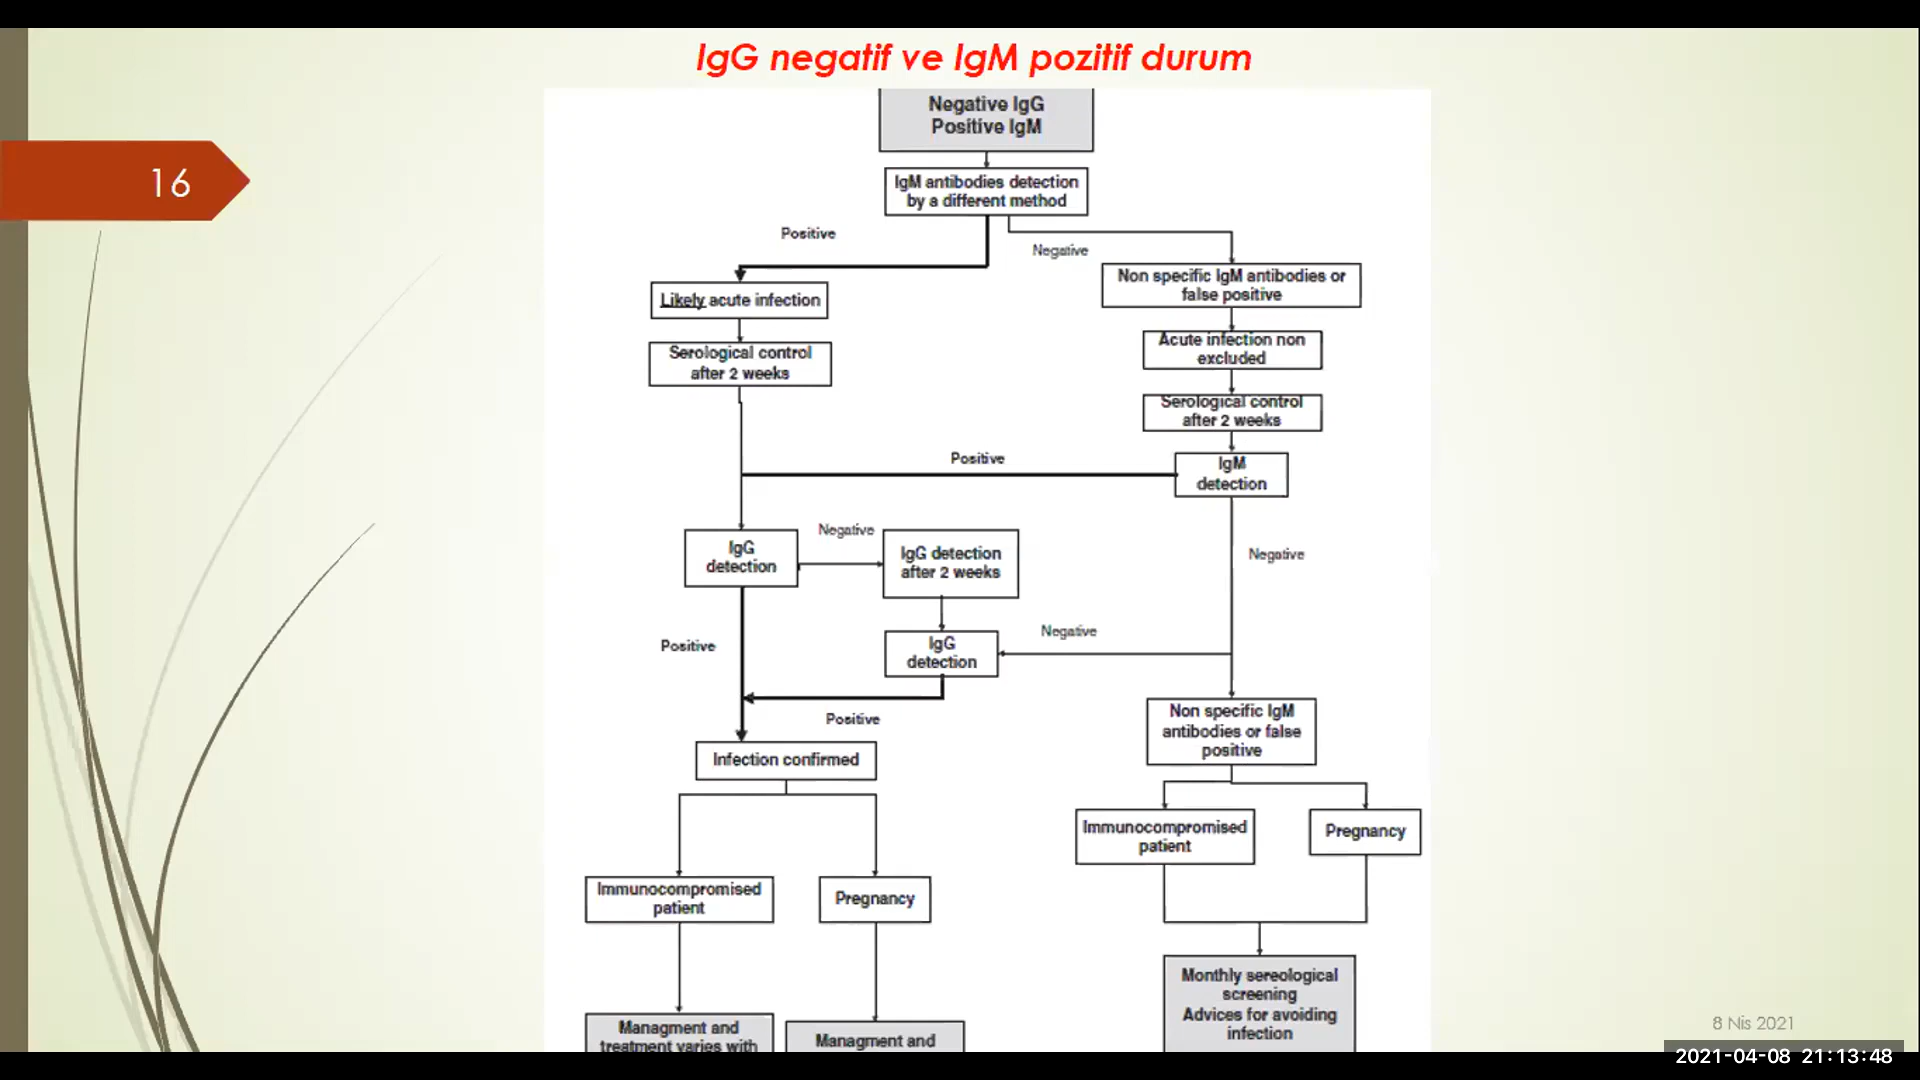 IgG negatif ve IgM pozitif durum
16
Negative IgG
Positive IgM
IgM antibodies detection
by a different method
Positive
Negative
Non specific IgM antibodies or
false positive
Likely acute infection
Acute infection non
excluded
Serological control
after 2 weeks
Serological control
after 2 weeks
Positive
IgM
detection
Negative
IgG
detection
IgG detection
after 2 weeks
Negative
Positive
IgG
detection
Negative
Positive
Non specific IgM
antibodies or false
positive
Infection confirmed
Immunocompromised
patient
Pregnancy
Immunocompromised
patient
Pregnancy
Monthly sereological
screening
Advices for avoiding
infection
Managment and
treatment varies with
Managment and
8 Nis 2021
2021-04-08 21:13:48